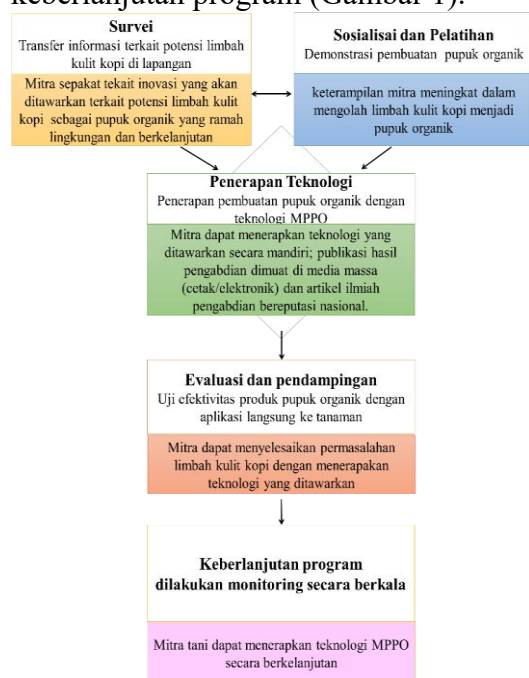 keberlanjutan program (Gambar 1).
Survei
Transfer informasi terkait potensi limbah
kulit kopi di lapangan
Mitra sepakat tekait inovasi yang akan
ditawarkan terkait potensi limbah kulit
kopi sebagai pupuk organik yang ramah
lingkungan dan berkelanjutan
Sosialisai dan Pelatihan
Demonstrasi pembuatan pupuk organik
keterampilan mitra meningkat dalam
mengolah limbah kulit kopi menjadi
pupuk organik
Penerapan Teknologi
Penerapan pembuatan pupuk organik dengan
teknologi MPPO
Mitra dapat menerapkan teknologi yang
ditawarkan secara mandiri; publikasi hasil
pengabdian dimuat di media massa
(cetak/elektronik) dan artikel ilmiah
pengabdian bereputasi nasional.
Evaluasi dan pendampingan
Uji efektivitas produk pupuk organik dengan
aplikasi langsung ke tanaman
Mitra dapat menyelesaikan permasalahan
limbah kulit kopi dengan menerapakan
teknologi yang ditawarkan
Keberlanjutan program
dilakukan monitoring secara berkala
Mitra tani dapat menerapkan teknologi MPPO
secara berkelanjutan